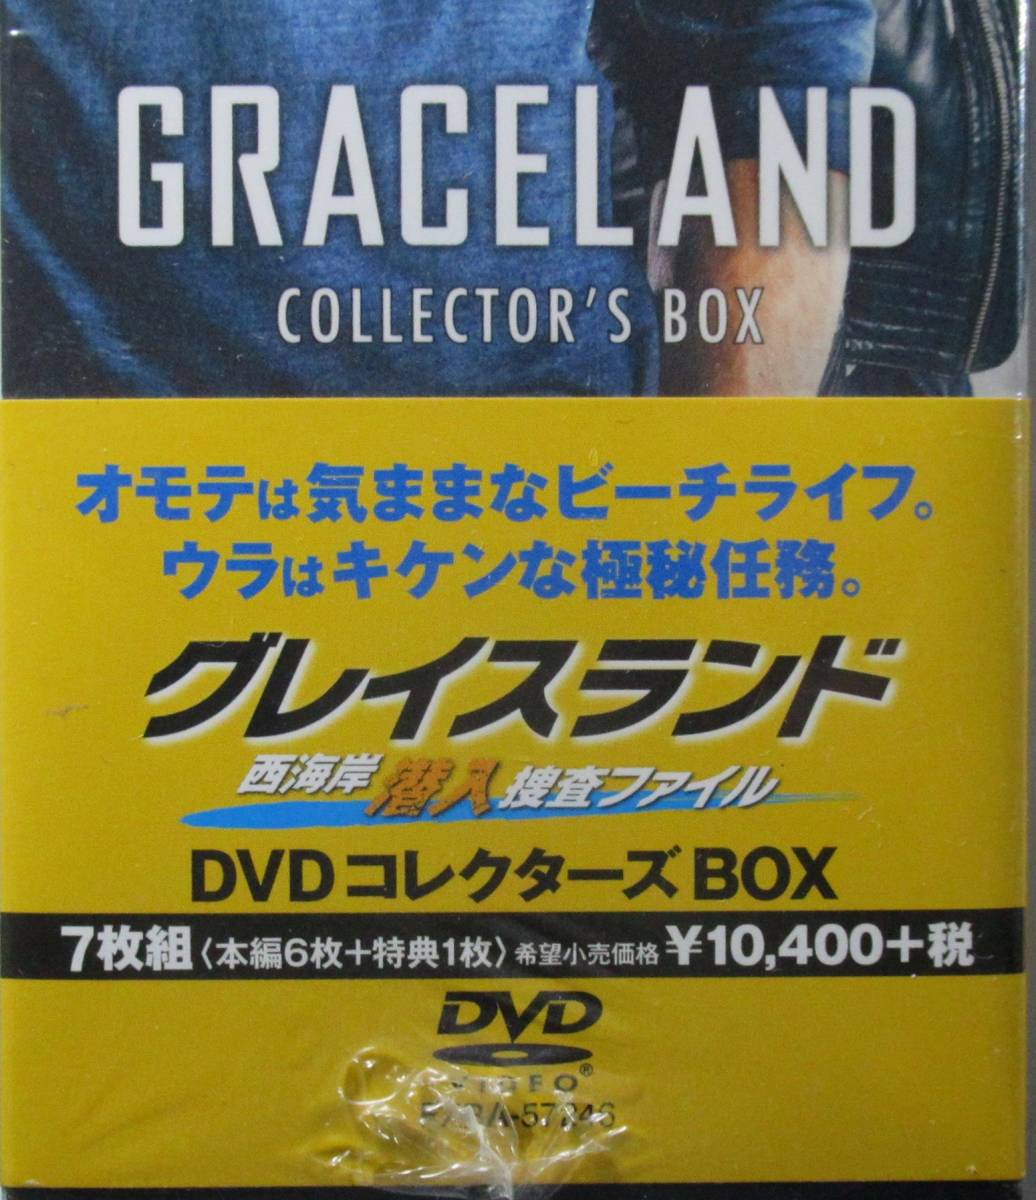 GRACELAND
COLLECTOR'S BOX
オモテは気ままなビーチライフ。
ウラはキケンな極秘任務。
グレイスランド
西海岸 潜入 捜査ファイル
DVDコレクターズBOX
7枚組〈本編6枚+特典1枚〉希望小売価格 ¥10,400+税
DVD
VIDEO®